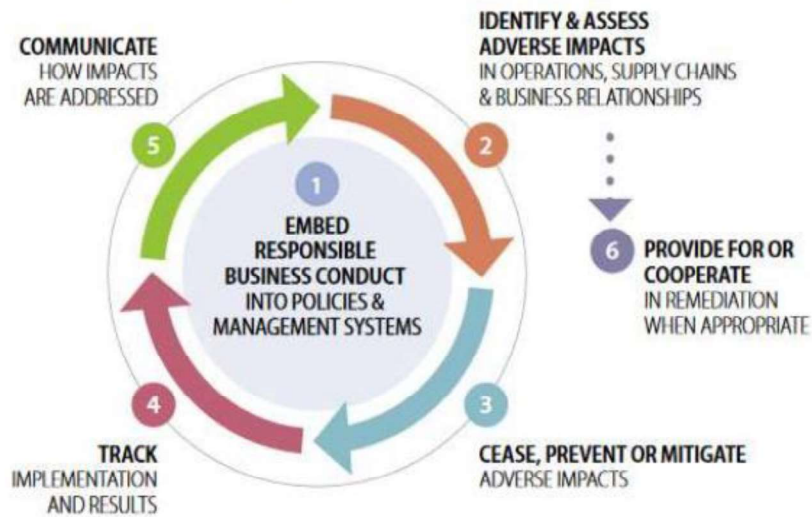 1
EMBED
RESPONSIBLE
BUSINESS CONDUCT
INTO POLICIES &
MANAGEMENT SYSTEMS
2
IDENTIFY & ASSESS
ADVERSE IMPACTS
IN OPERATIONS, SUPPLY CHAINS
& BUSINESS RELATIONSHIPS
3
CEASE, PREVENT OR MITIGATE
ADVERSE IMPACTS
4
TRACK
IMPLEMENTATION
AND RESULTS
5
COMMUNICATE
HOW IMPACTS
ARE ADDRESSED
6
PROVIDE FOR OR
COOPERATE
IN REMEDIATION
WHEN APPROPRIATE